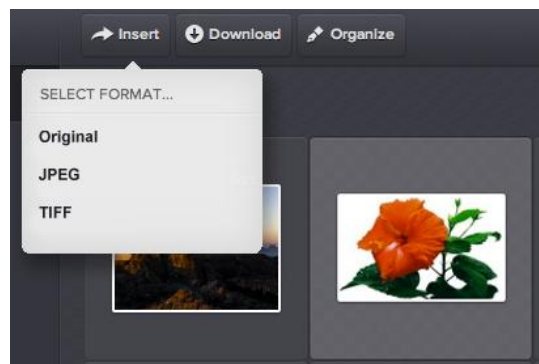 Insert
Download
Organize
SELECT FORMAT...
Original
JPEG
TIFF